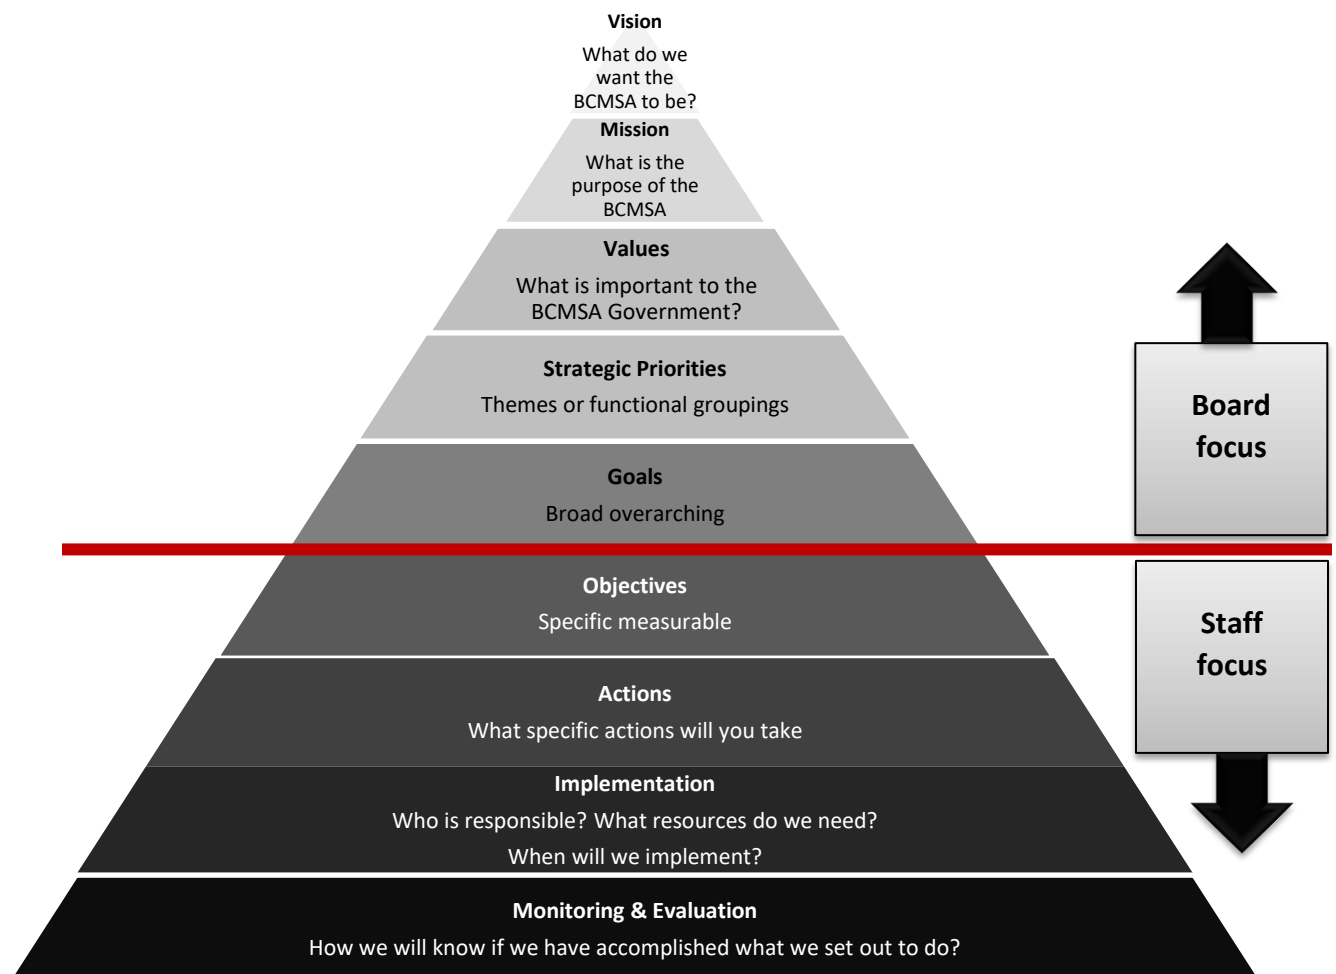 Vision
What do we
want the
BCMSA to be?
Mission
What is the
purpose of the
BCMSA
Values
What is important to the
BCMSA Government?
Strategic Priorities
Themes or functional groupings
Goals
Broad overarching
Board
focus
Objectives
Specific measurable
Staff
focus
Actions
What specific actions will you take
Implementation
Who is responsible? What resources do we need?
When will we implement?
Monitoring & Evaluation
How we will know if we have accomplished what we set out to do?